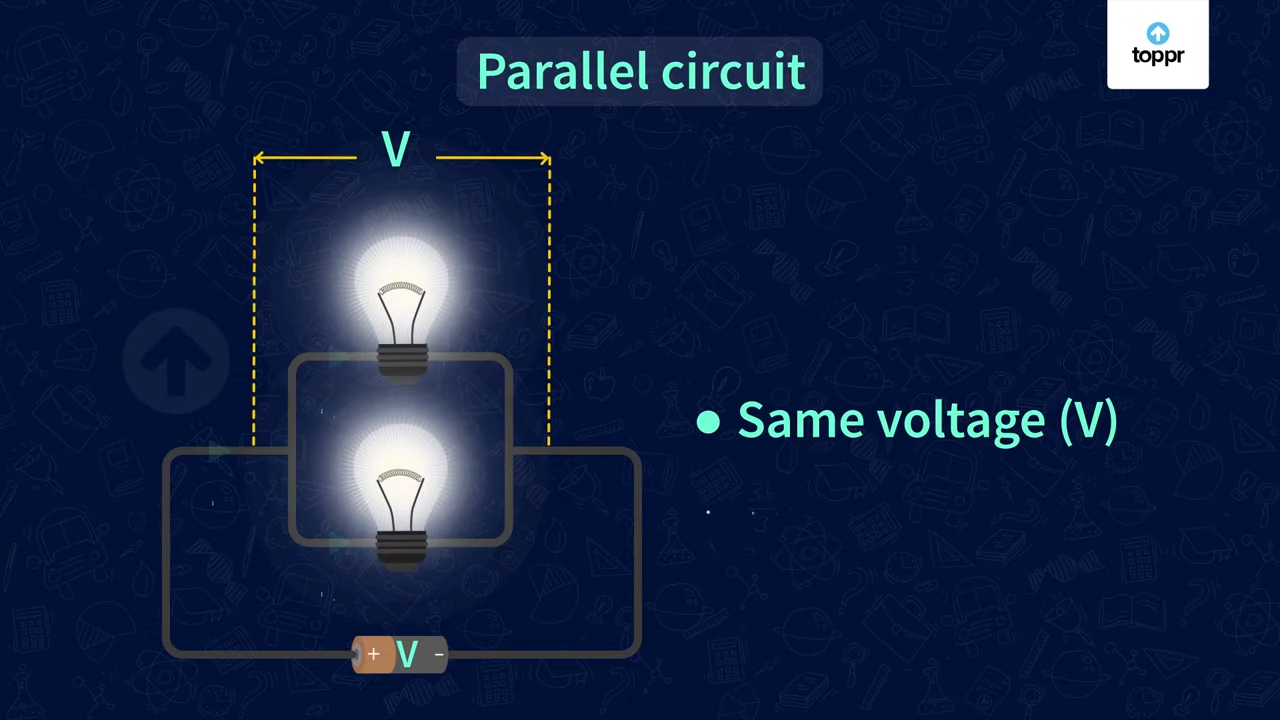 Parallel circuit
toppr
V
● Same voltage (V)
+ V -